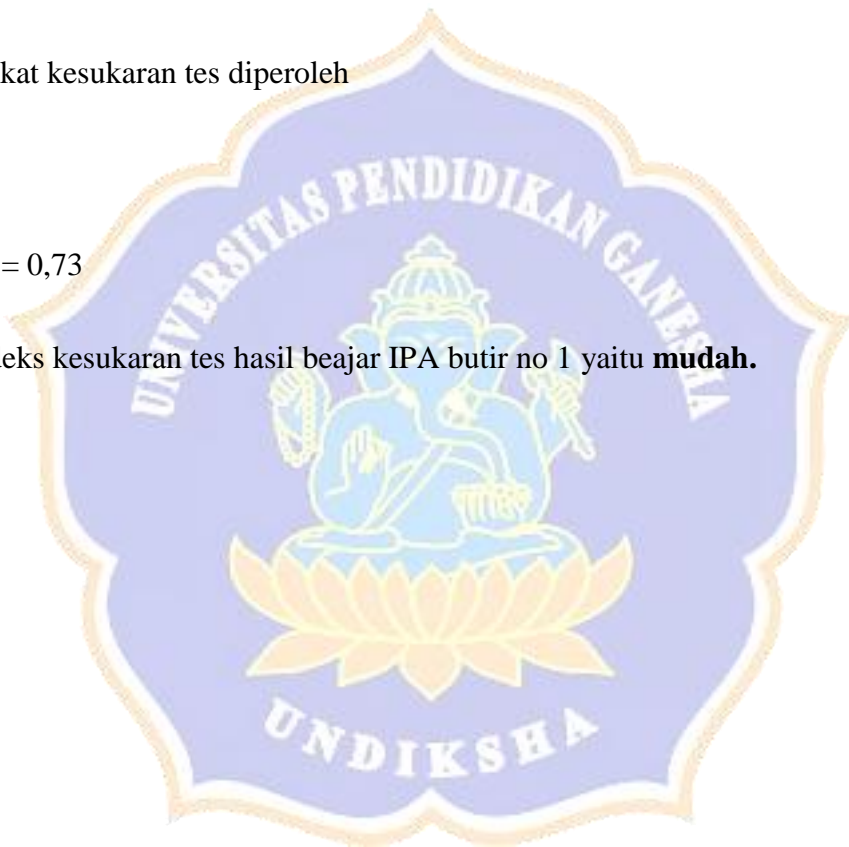 kat kesukaran tes diperoleh
UNIVERSITAS PENDIDIKAN GANESHA
= 0,73
eks kesukaran tes hasil beajar IPA butir no 1 yaitu mudah.
UNDIKSHA